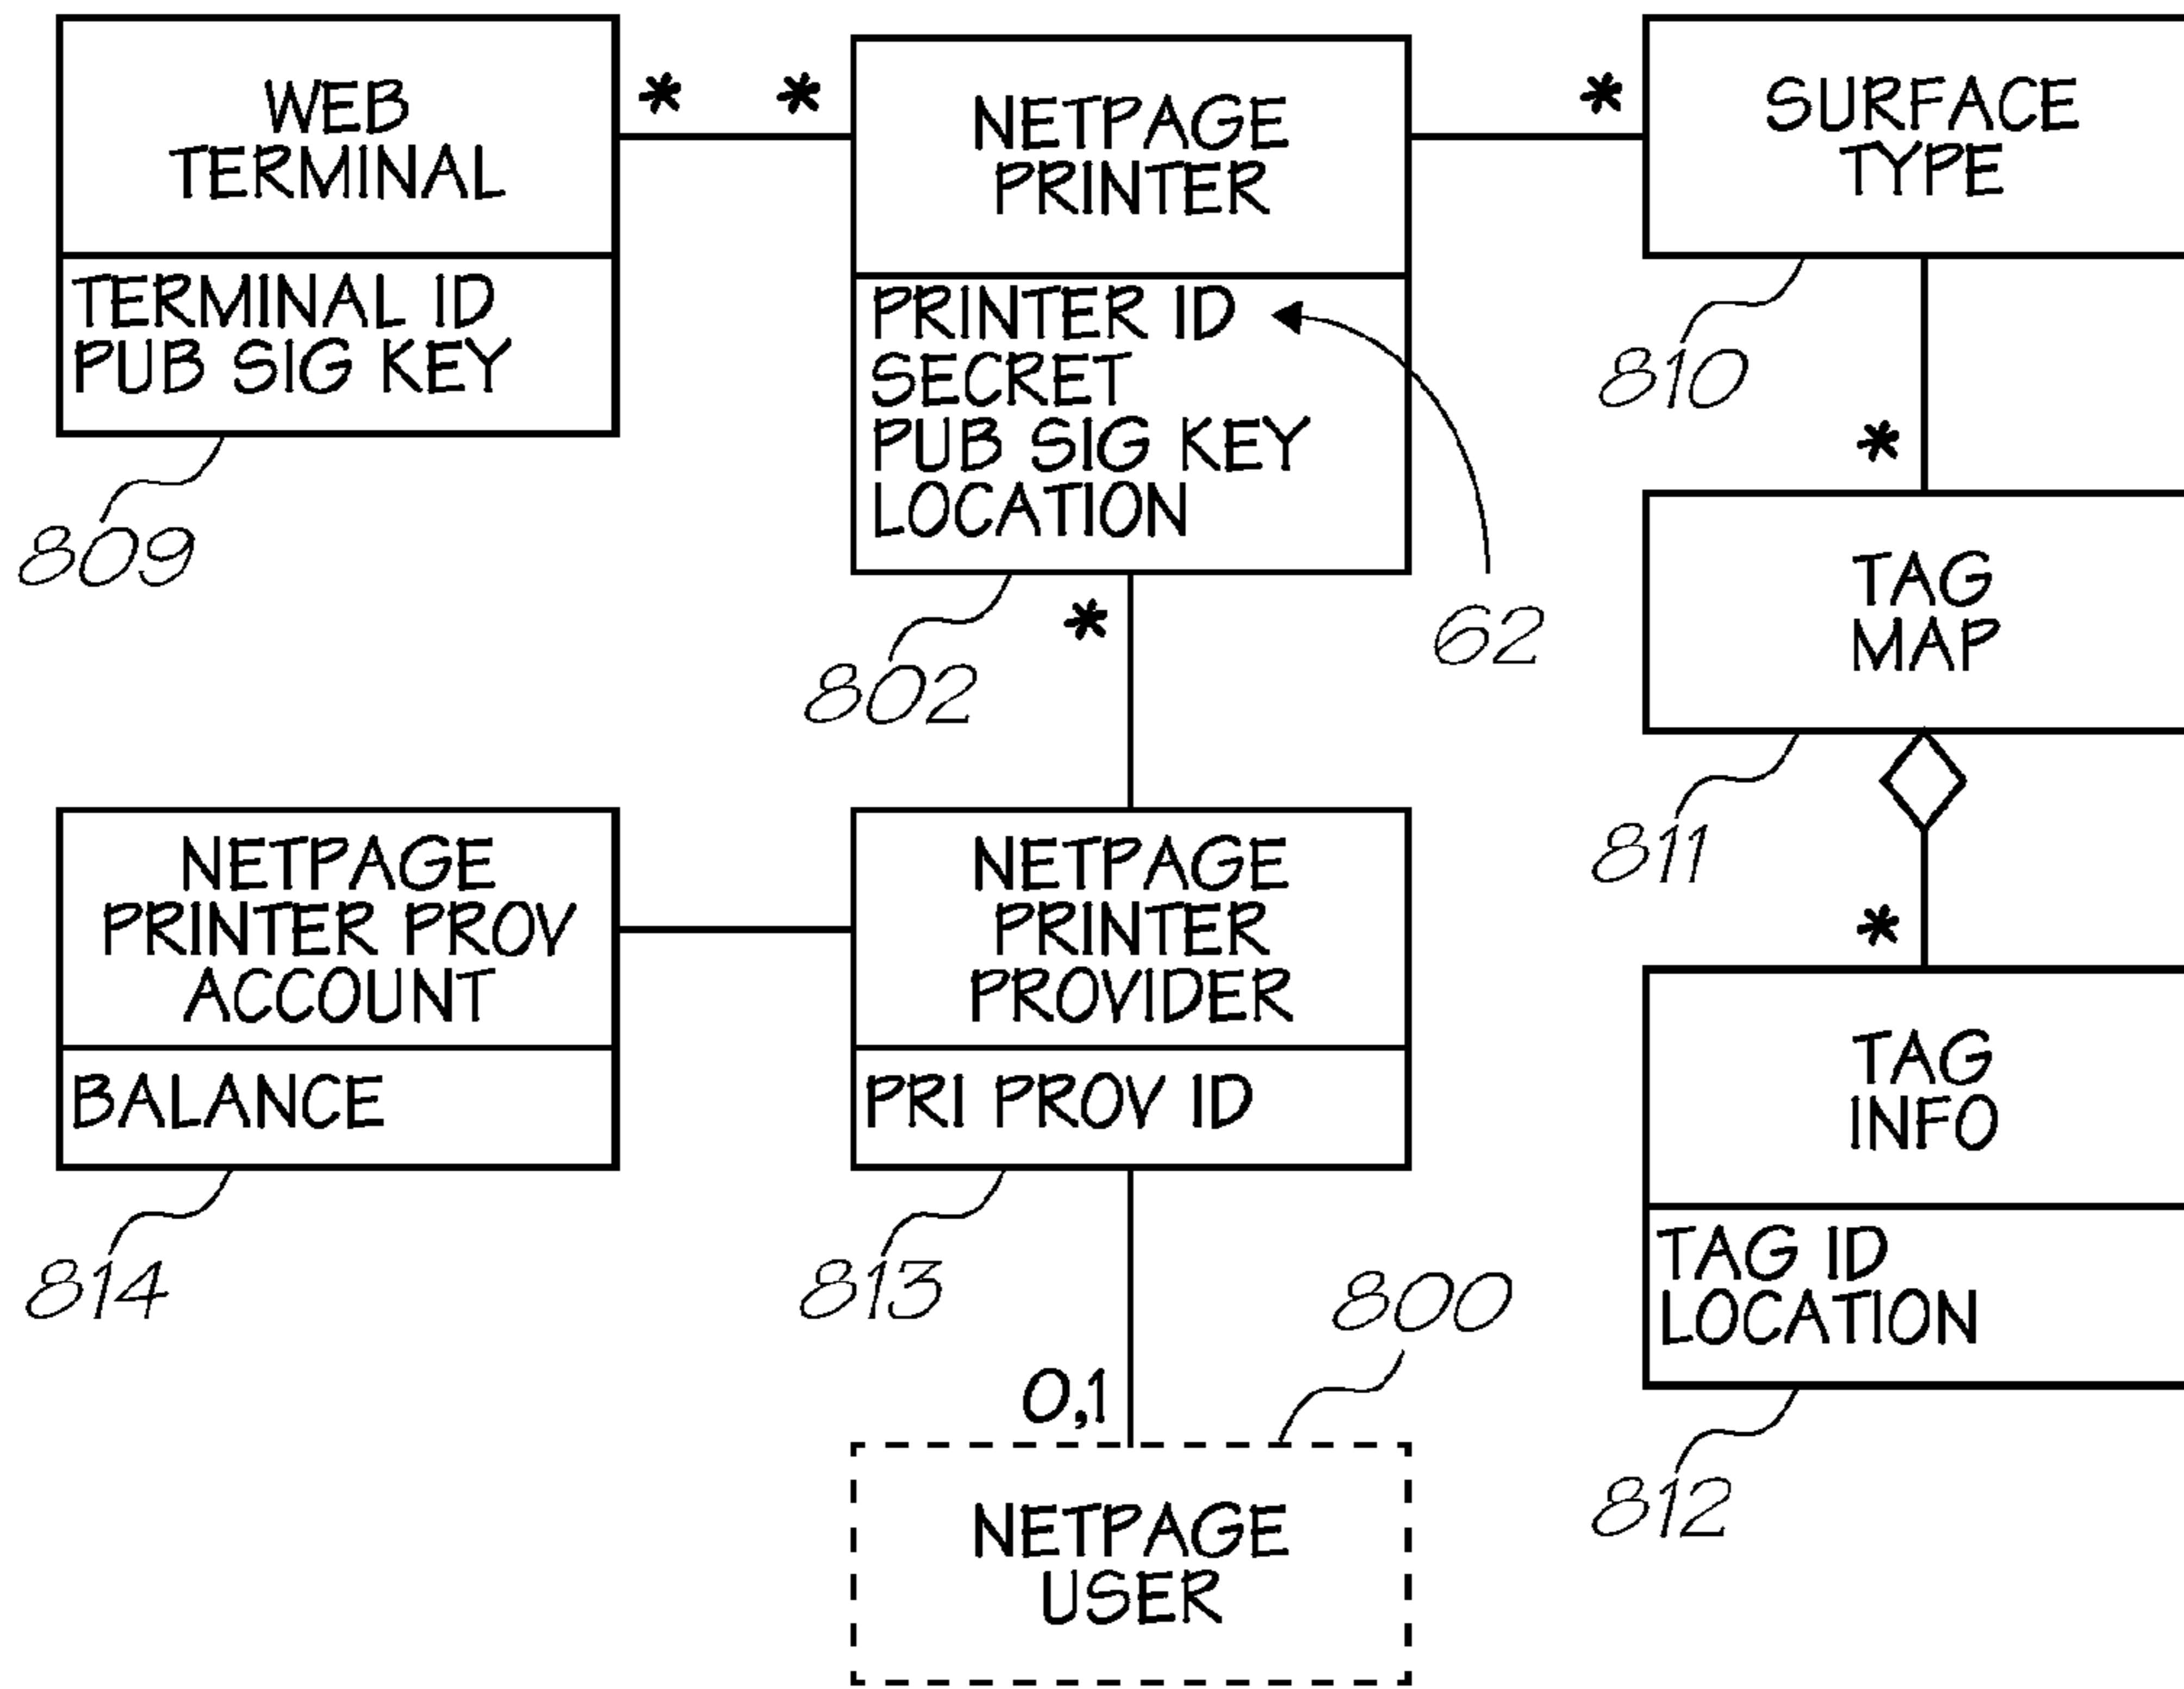 WEB
TERMINAL
TERMINAL ID
PUB SIG KEY
809
* *
NETPAGE
PRINTER
PRINTER ID
SECRET
PUB SIG KEY
LOCATION
62
802
*
*
SURFACE
TYPE
810
*
TAG
MAP
811
*
TAG
INFO
TAG ID
LOCATION
812
NETPAGE
PRINTER PROV
ACCOUNT
BALANCE
814
NETPAGE
PRINTER
PROVIDER
PRI PROV ID
813
800
0,1
NETPAGE
USER